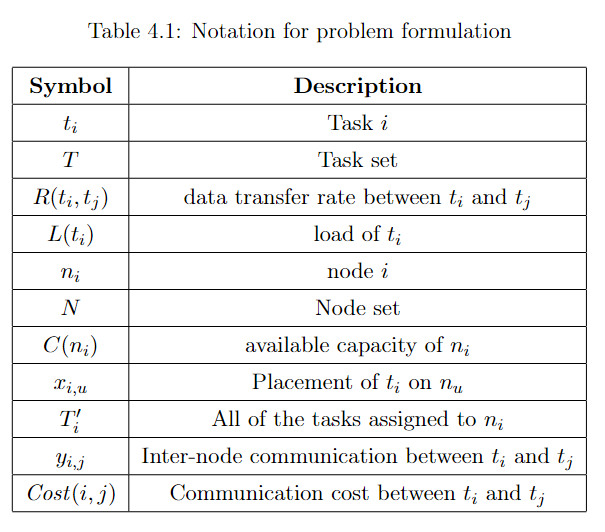 Table 4.1: Notation for problem formulation
Symbol Description
t_i Task i
T Task set
R(t_i, t_j) data transfer rate between t_i and t_j
L(t_i) load of t_i
n_i node i
N Node set
C(n_i) available capacity of n_i
x_{i,u} Placement of t_i on n_u
T'_i All of the tasks assigned to n_i
y_{i,j} Inter-node communication between t_i and t_j
Cost(i, j) Communication cost between t_i and t_j